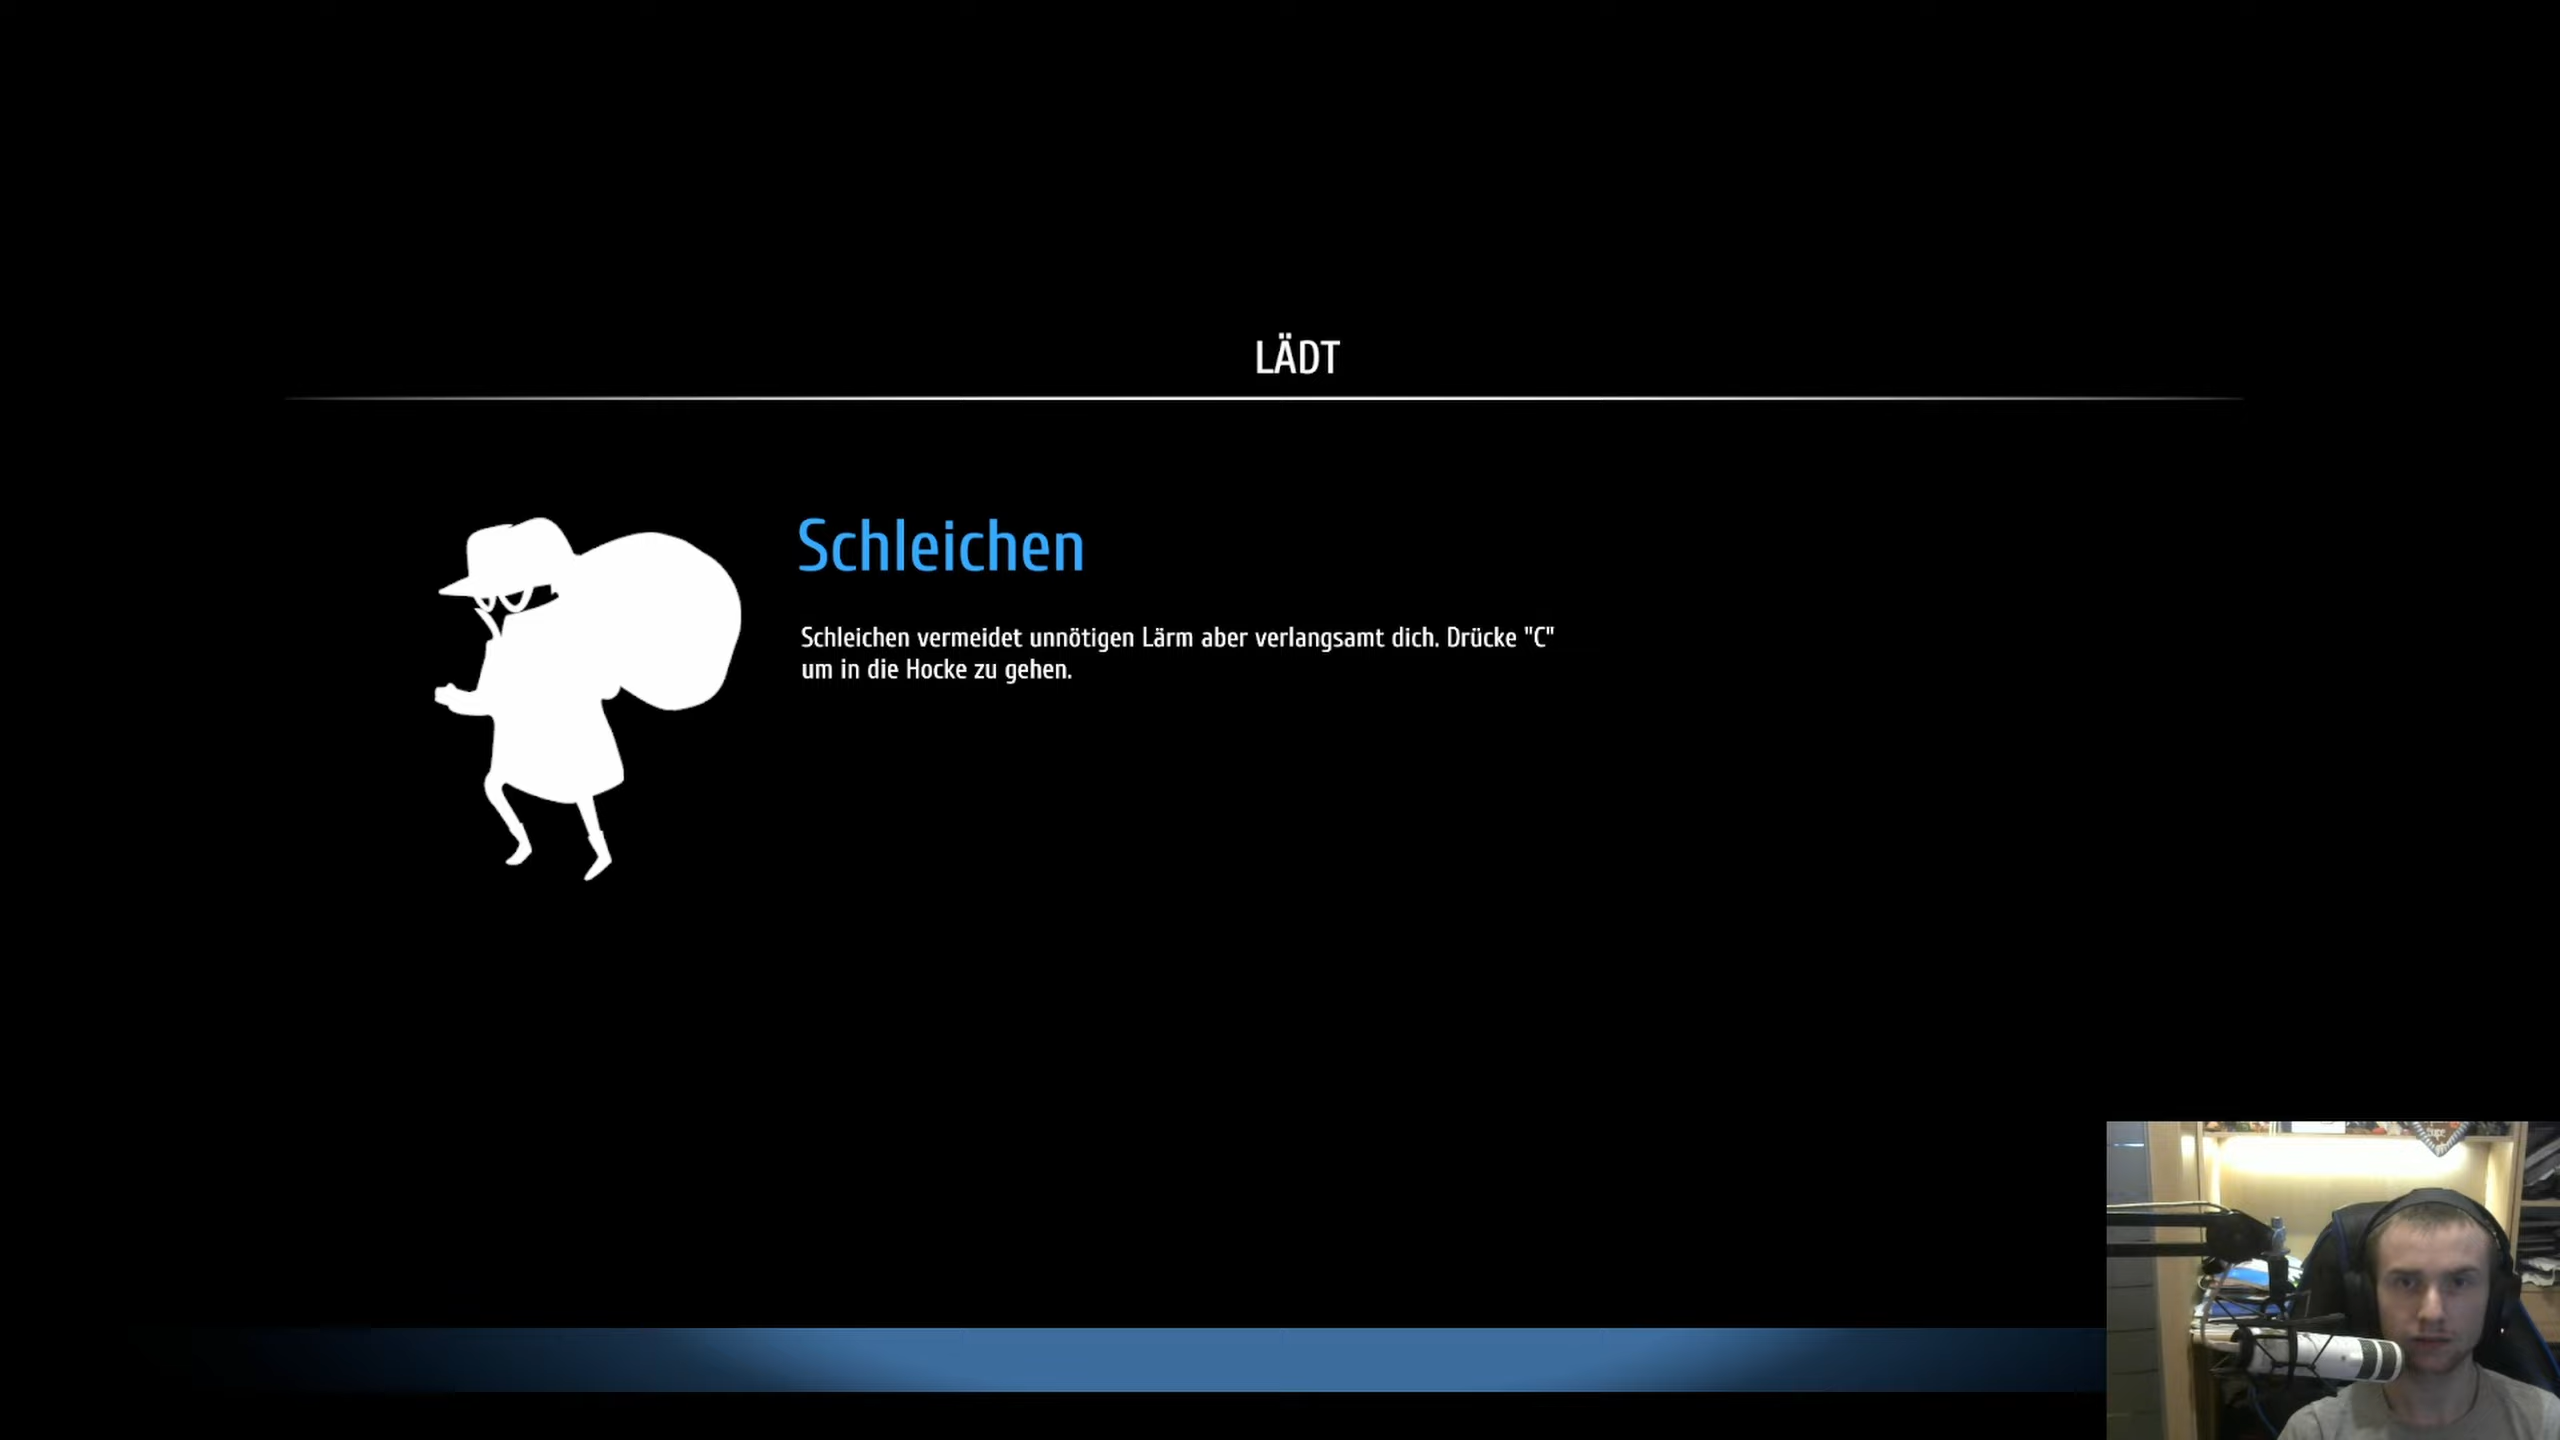 LÄDT
Schleichen
Schleichen vermeidet unnötigen Lärm aber verlangsamt dich. Drücke "C"
um in die Hocke zu gehen.